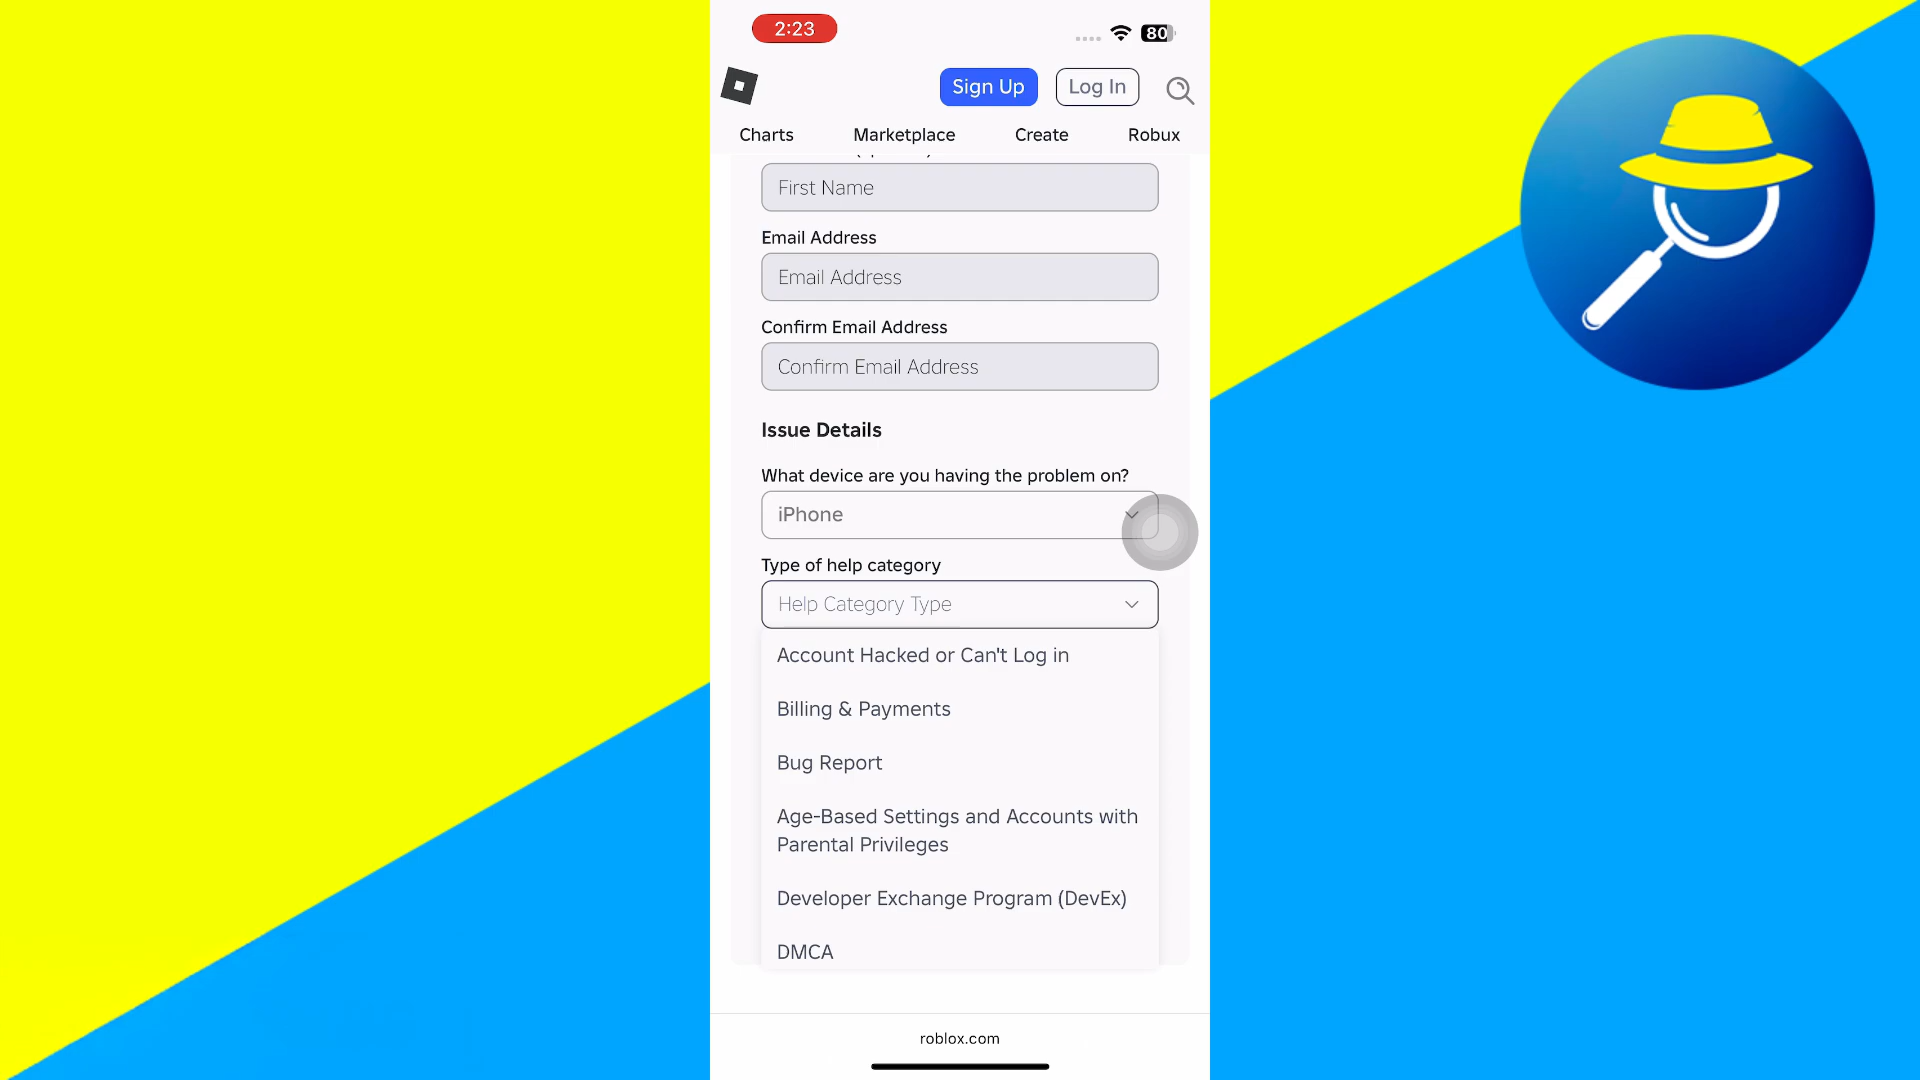 2:23
80
Sign Up
Log In
Charts
Marketplace
Create
Robux
First Name
Email Address
Email Address
Confirm Email Address
Confirm Email Address
Issue Details
What device are you having the problem on?
iPhone
Type of help category
Help Category Type
Account Hacked or Can't Log in
Billing & Payments
Bug Report
Age-Based Settings and Accounts with
Parental Privileges
Developer Exchange Program (DevEx)
DMCA
roblox.com